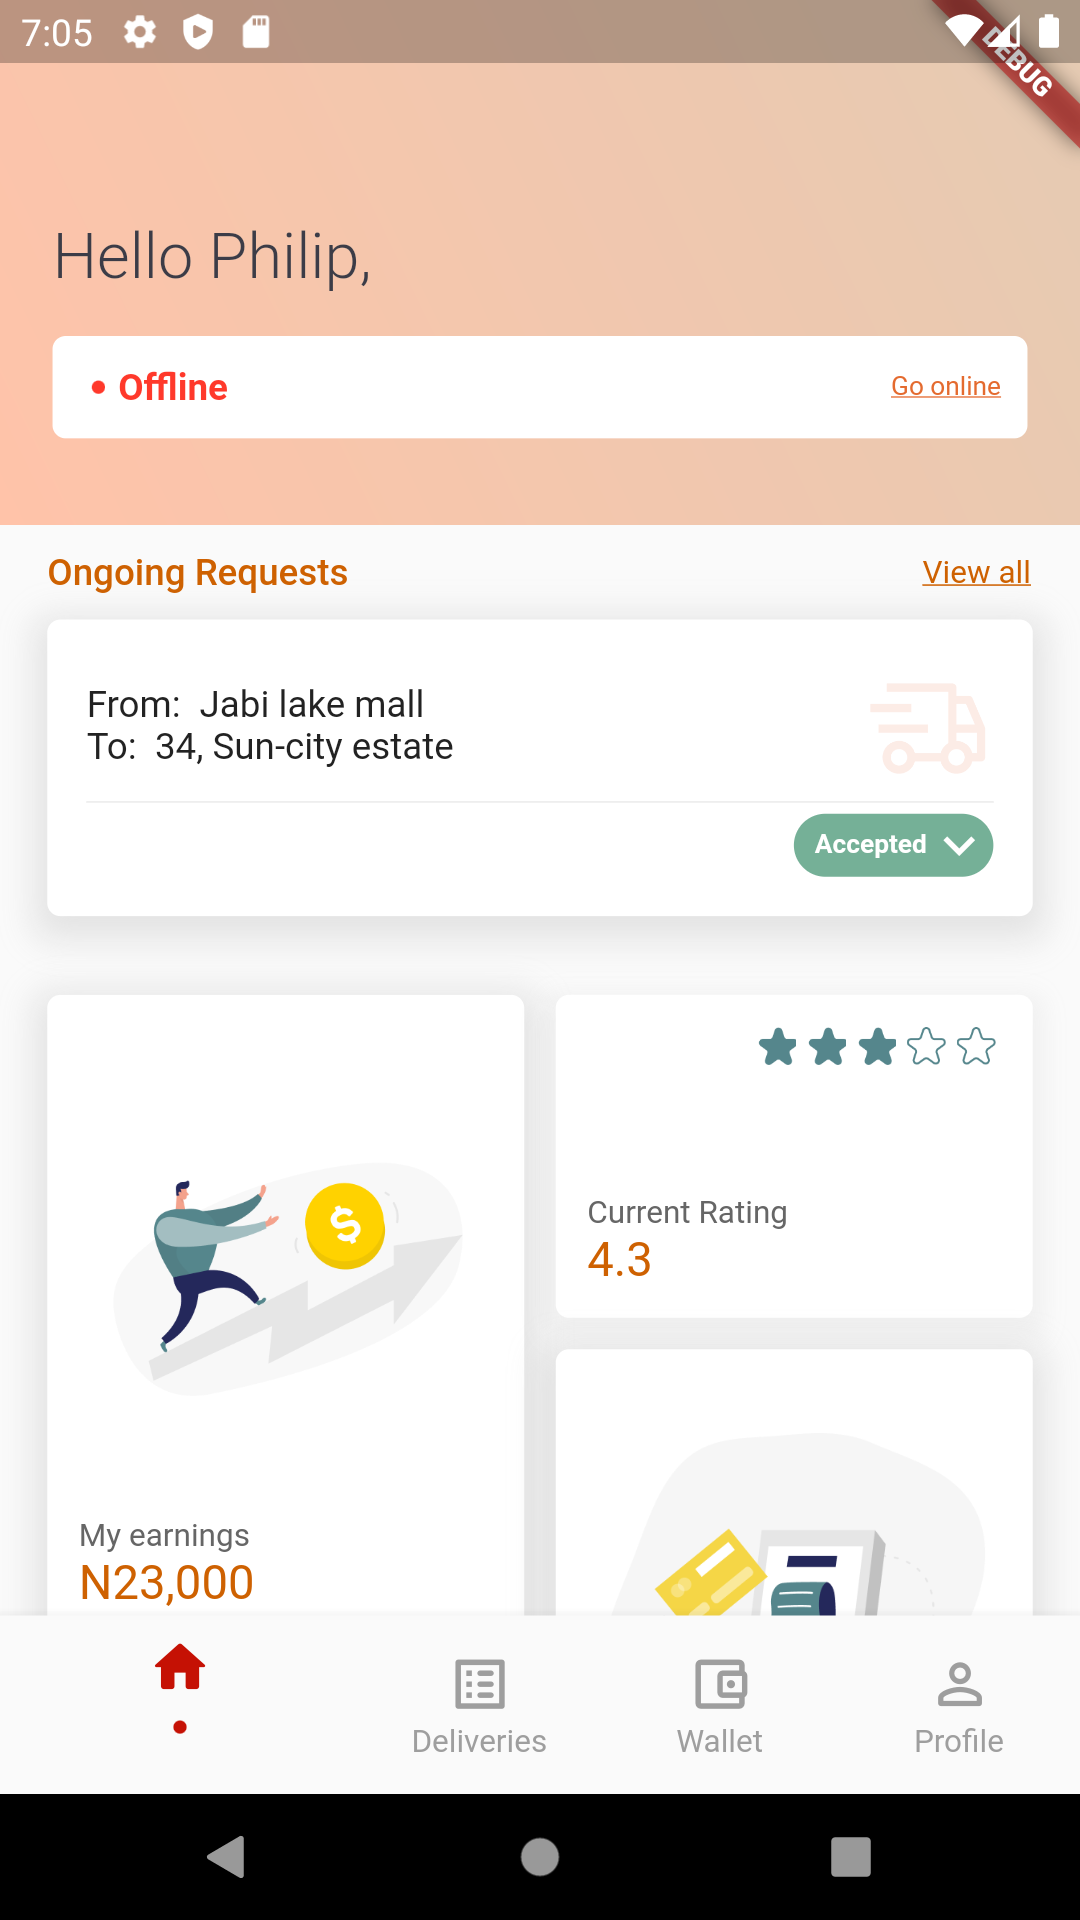 7:05
DEBUG
Hello Philip,
Offline
Go online
Ongoing Requests
View all
From:  Jabi lake mall
To:  34, Sun-city estate
Accepted
$
Current Rating
4.3
My earnings
N23,000
Deliveries
Wallet
Profile